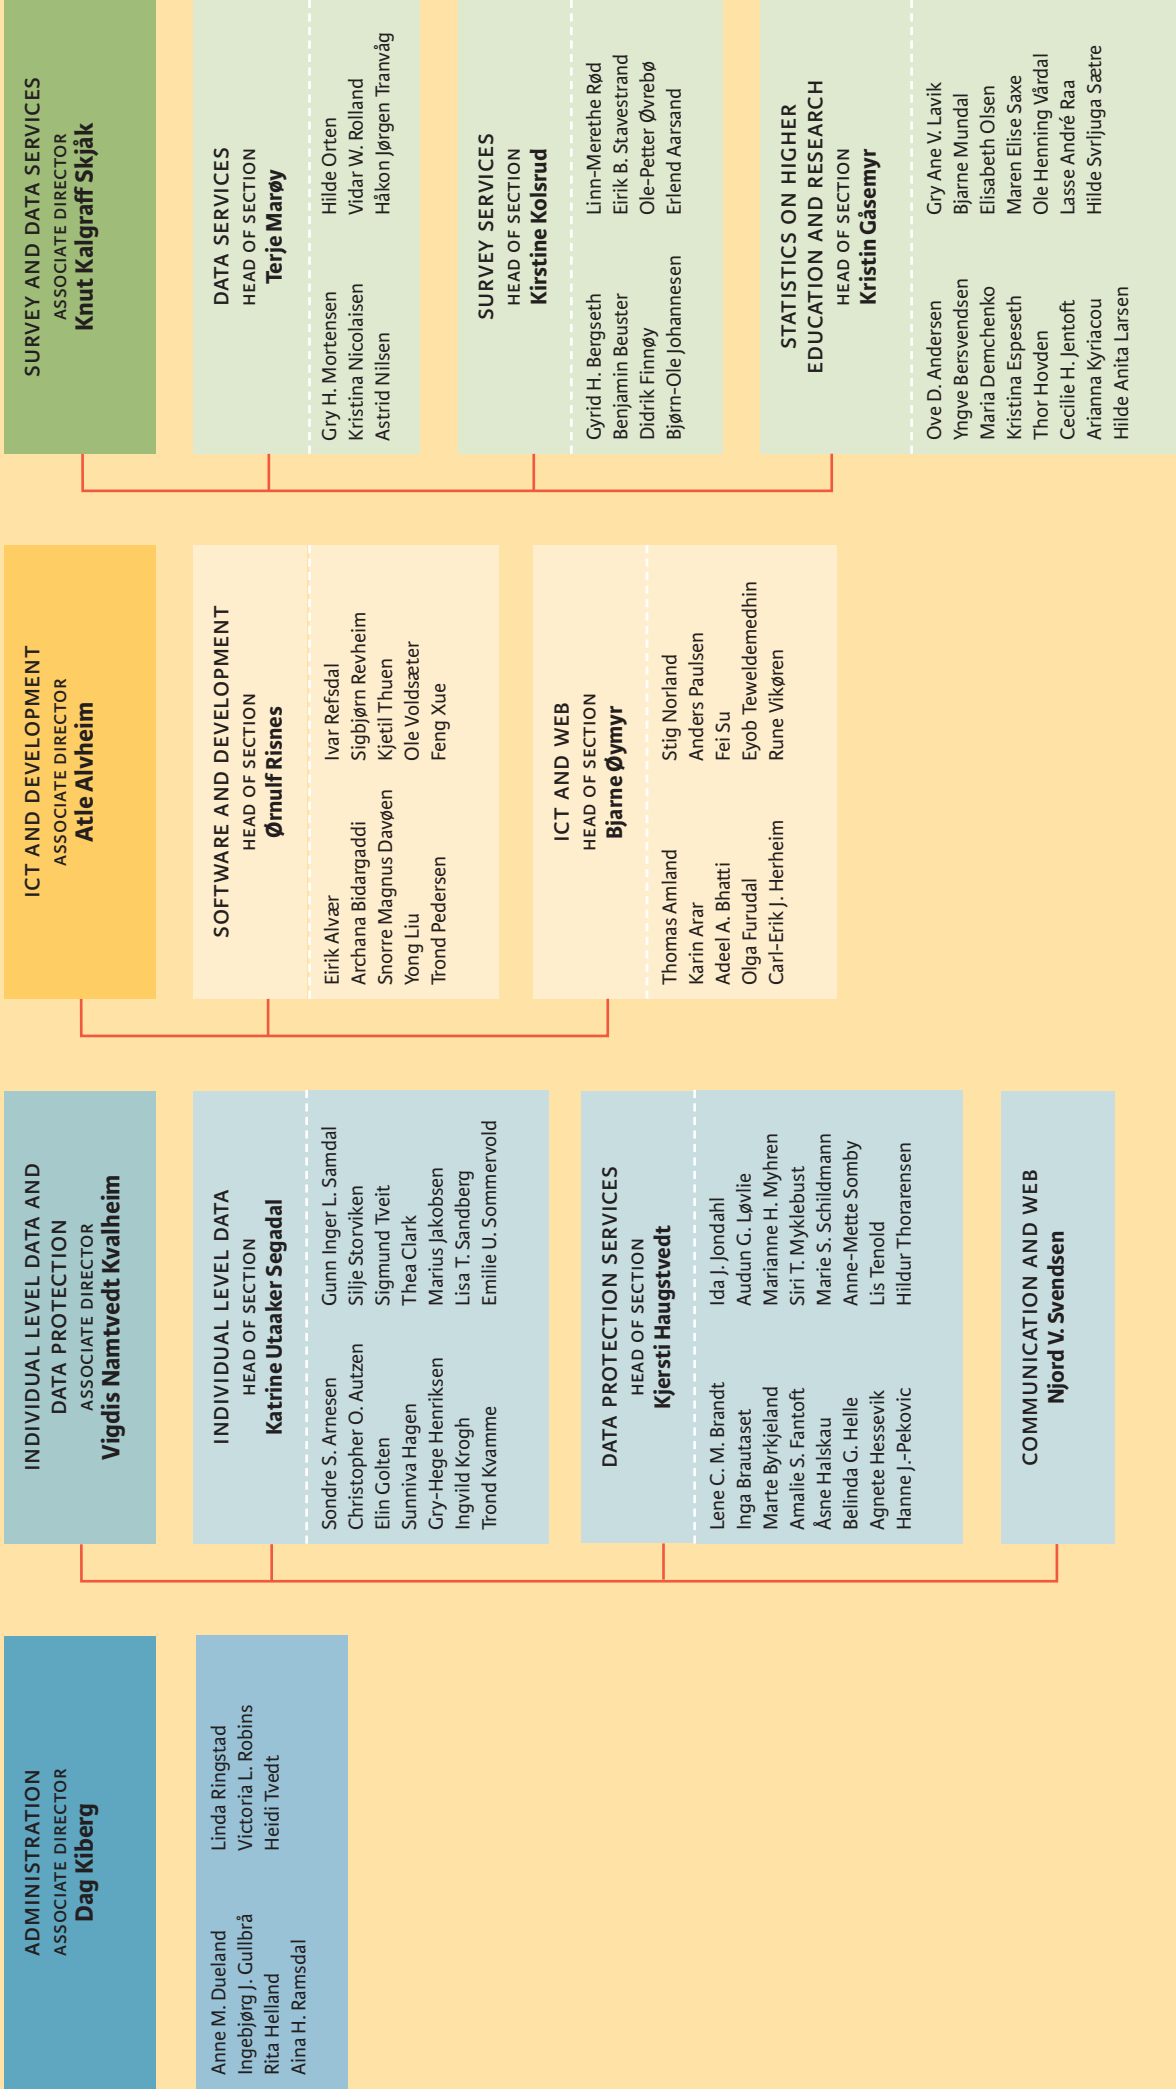 ADMINISTRATION
ASSOCIATE DIRECTOR
Dag Kiberg
Anne M. Dueland
Ingebjørg J. Gullbrå
Rita Helland
Aina H. Ramsdal
Linda Ringstad
Victoria L. Robins
Heidi Tvedt
INDIVIDUAL LEVEL DATA AND
DATA PROTECTION
ASSOCIATE DIRECTOR
Vigdis Namtvedt Kvalheim
INDIVIDUAL LEVEL DATA
HEAD OF SECTION
Katrine Utaaker Segadal
Sondre S. Arnesen
Christopher O. Autzen
Elin Golten
Sunniva Hagen
Gry-Hege Henriksen
Ingvild Krogh
Trond Kvamme
Gunn Inger L. Samdal
Silje Storviken
Sigmund Tveit
Thea Clark
Marius Jakobsen
Lisa T. Sandberg
Emilie U. Sommervold
DATA PROTECTION SERVICES
HEAD OF SECTION
Kjersti Haugstvedt
Lene C. M. Brandt
Inga Brautaset
Marte Byrkjeland
Amalie S. Fantoft
Åsne Halskau
Belinda G. Helle
Agnete Hessevik
Hanne J.-Pekovic
Ida J. Jondahl
Audun G. Løvlie
Marianne H. Myhren
Siri T. Myklebust
Marie S. Schildmann
Anne-Mette Somby
Lis Tenold
Hildur Thorarensen
COMMUNICATION AND WEB
Njord V. Svendsen
ICT AND DEVELOPMENT
ASSOCIATE DIRECTOR
Atle Alvheim
SOFTWARE AND DEVELOPMENT
HEAD OF SECTION
Ørnulf Risnes
Eirik Alvær
Archana Bidargaddi
Snorre Magnus Davøen
Yong Liu
Trond Pedersen
Ivar Refsdal
Sigbjørn Revheim
Kjetil Thuen
Ole Voldsæter
Feng Xue
ICT AND WEB
HEAD OF SECTION
Bjarne Øymyr
Thomas Amland
Karin Arar
Adeel A. Bhatti
Olga Furudal
Carl-Erik J. Herheim
Stig Norland
Anders Paulsen
Fei Su
Eyob Teweldemedhin
Rune Vikøren
SURVEY AND DATA SERVICES
ASSOCIATE DIRECTOR
Knut Kalgraff Skjåk
DATA SERVICES
HEAD OF SECTION
Terje Marøy
Gry H. Mortensen
Kristina Nicolaisen
Astrid Nilsen
Hilde Orten
Vidar W. Rolland
Håkon Jørgen Tranvåg
SURVEY SERVICES
HEAD OF SECTION
Kirstine Kolsrud
Gyrid H. Bergseth
Benjamin Beuster
Didrik Finnøy
Bjørn-Ole Johannesen
Linn-Merethe Rød
Eirik B. Stavestrand
Ole-Petter Øvrebø
Erlend Aarsand
STATISTICS ON HIGHER
EDUCATION AND RESEARCH
HEAD OF SECTION
Kristin Gåsemyr
Ove D. Andersen
Yngve Bersvendsen
Maria Demchenko
Kristina Espeseth
Thor Hovden
Cecilie H. Jentoft
Arianna Kyriacou
Hilde Anita Larsen
Gry Ane V. Lavik
Bjarne Mundal
Elisabeth Olsen
Maren Elise Saxe
Ole Henning Vårdal
Lasse André Raa
Hilde Svrljuga Sætre